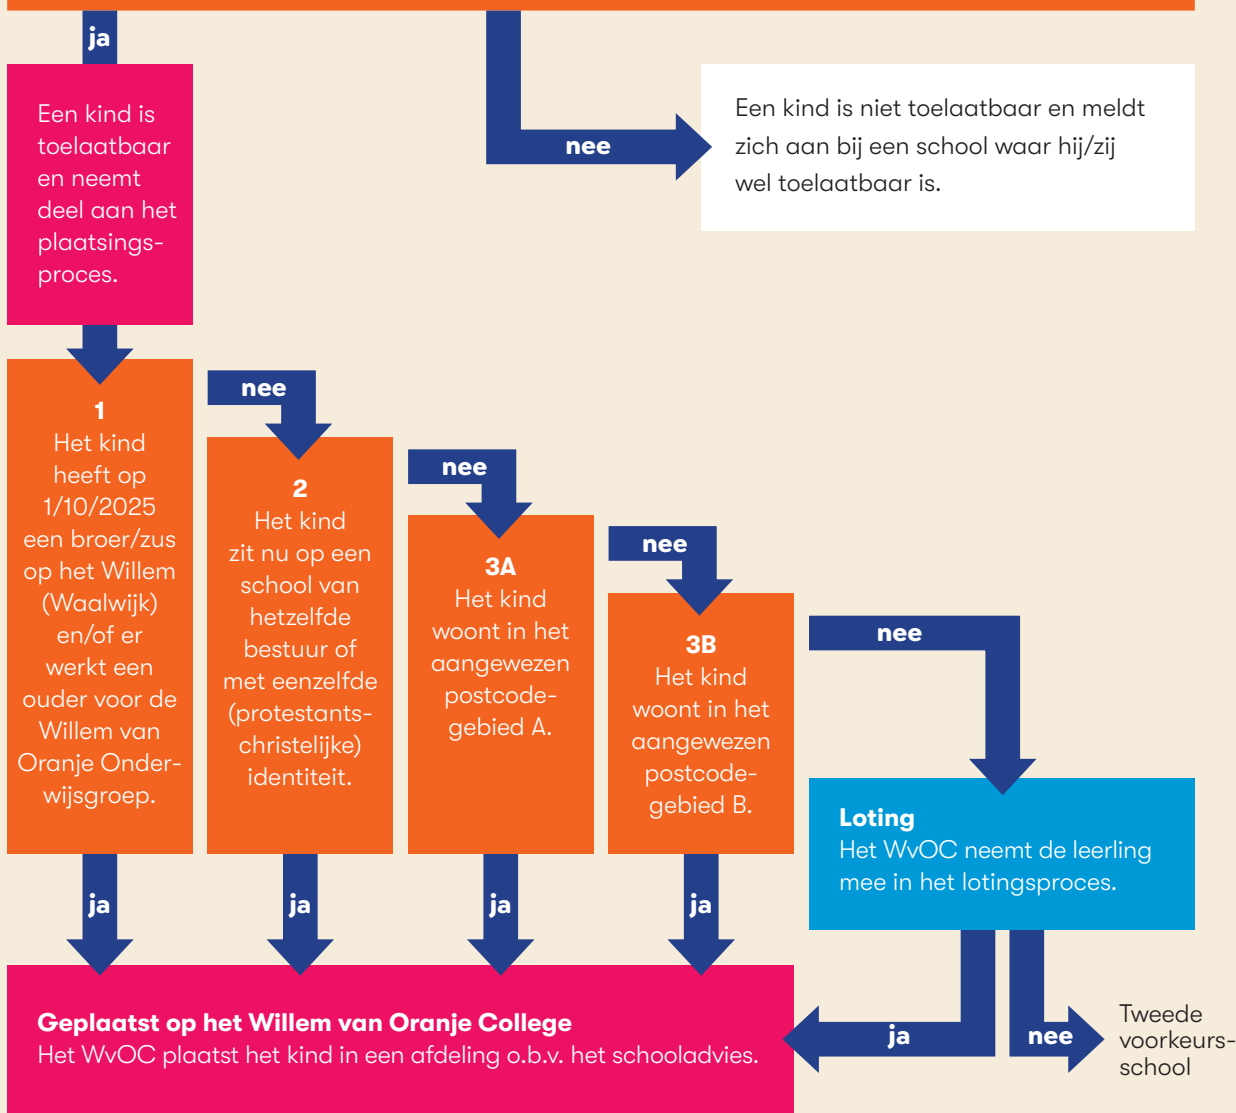 ja
Een kind is
toelaatbaar
en neemt
deel aan het
plaatsings-
proces.
nee
Een kind is niet toelaatbaar en meldt
zich aan bij een school waar hij/zij
wel toelaatbaar is.
1
Het kind
heeft op
1/10/2025
een broer/zus
op het Willem
(Waalwijk)
en/of er
werkt een
ouder voor de
Willem van
Oranje Onder-
wijsgroep.
nee
2
Het kind
zit nu op een
school van
hetzelfde
bestuur of
met eenzelfde
(protestants-
christelijke)
identiteit.
nee
3A
Het kind
woont in het
aangewezen
postcode-
gebied A.
nee
3B
Het kind
woont in het
aangewezen
postcode-
gebied B.
nee
Loting
Het WvOC neemt de leerling
mee in het lotingsproces.
ja
ja
ja
ja
Geplaatst op het Willem van Oranje College
Het WvOC plaatst het kind in een afdeling o.b.v. het schooladvies.
ja
nee
Tweede
voorkeurs-
school